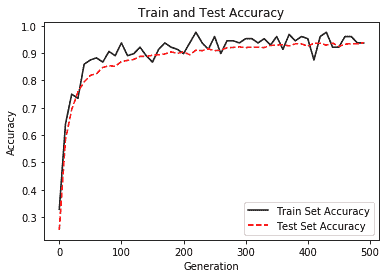 Train and Test Accuracy
1.0
0.9
0.8
0.7
0.6
0.5
0.4
0.3
Accuracy
Train Set Accuracy
Test Set Accuracy
0 100 200 300 400 500
Generation